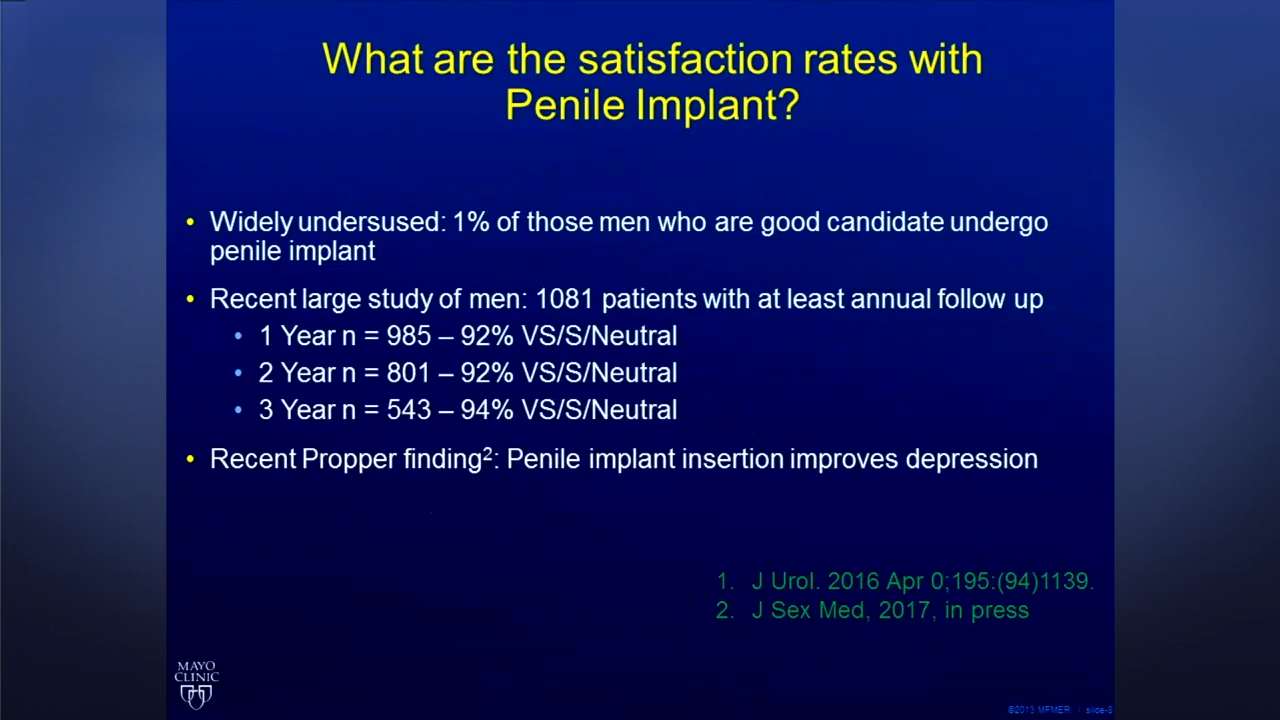 What are the satisfaction rates with
Penile Implant?
• Widely undersused: 1% of those men who are good candidate undergo
penile implant
• Recent large study of men: 1081 patients with at least annual follow up
• 1 Year n = 985 – 92% VS/S/Neutral
• 2 Year n = 801 – 92% VS/S/Neutral
• 3 Year n = 543 – 94% VS/S/Neutral
• Recent Propper finding²: Penile implant insertion improves depression
1. J Urol. 2016 Apr 0;195:(94)1139.
2. J Sex Med, 2017, in press
MAYO
CLINIC
©2013 MFMER | slide-8